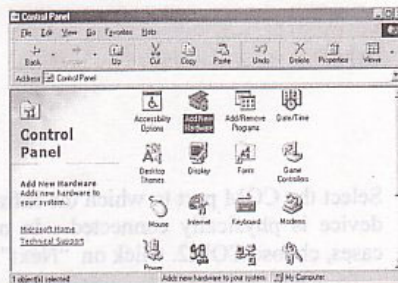 Control Panel
File Edit View Go Favorites Help
Back Up Cut Copy Paste Undo Delete Properties Views
Address Control Panel
Control Panel
Add New Hardware
Adds new hardware to your system.
Microsoft Home
Technical Support
Accessibility Options
Add New Hardware
Add/Remove Programs
Date/Time
Desktop Themes
Display
Fonts
Game Controllers
Mouse
Internet
Keyboard
Modems
Power
1 object(s) selected
Adds new hardware to your system
My Computer
Select the COM port to which
device is physically connected
cases, choose COM2. Click on "Next"